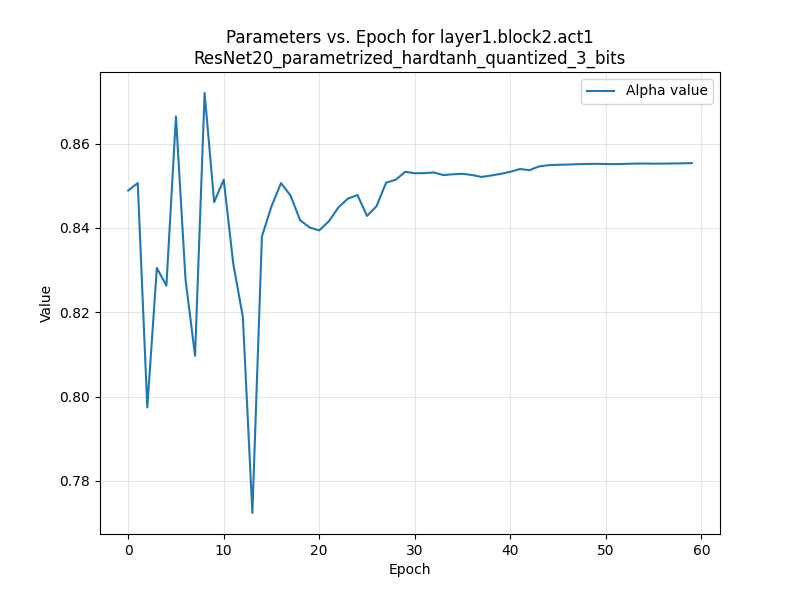 Parameters vs. Epoch for layer1.block2.act1
ResNet20_parametrized_hardtanh_quantized_3_bits
Alpha value
0.86
0.84
0.82
0.80
0.78
Value
0 10 20 30 40 50 60
Epoch